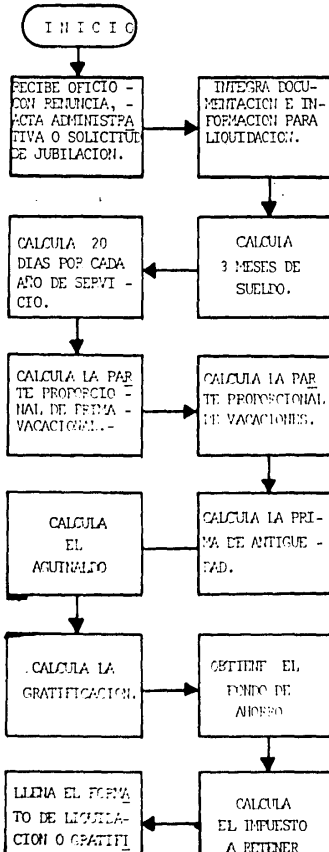 INICIO
RECIBE OFICIO -
CON RENUNCIA, -
ACTA ADMINISTRA
TIVA O SOLICITUD
DE JUBILACION.
INTEGRA DOCU-
MENTACION E IN-
FORMACION PARA
LIQUIDACION.
CALCULA
3 MESES DE
SUELDO.
CALCULA 20
DIAS POR CADA
AÑO DE SERVI -
CIO.
CALCULA LA PAR
TE PROPORCIO -
NAL DE PRIMA -
VACACIONAL.-
CALCULA LA PAR
TE PROPORCIONAL
DE VACACIONES.
CALCULA LA PRI-
MA DE ANTIGUE -
DAD.
CALCULA
EL
AGUINALDO
CALCULA LA
GRATIFICACION.
OBTIENE EL
FONDO DE
AHORRO
CALCULA
EL IMPUESTO
A RETENER
LLENA EL FORMA
TO DE LIQUIDA-
CION O GRATIFI